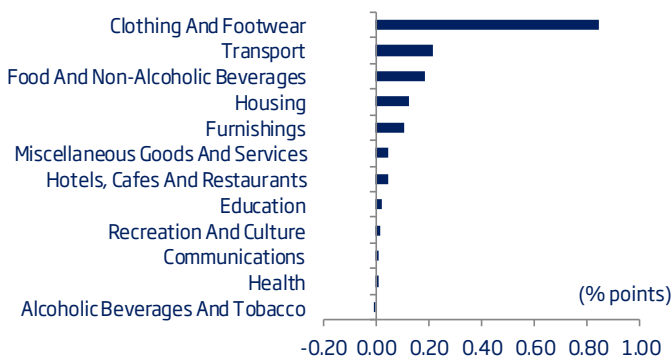 Clothing And Footwear
Transport
Food And Non-Alcoholic Beverages
Housing
Furnishings
Miscellaneous Goods And Services
Hotels, Cafes And Restaurants
Education
Recreation And Culture
Communications
Health
(% points)
Alcoholic Beverages And Tobacco
-0.20 0.00 0.20 0.40 0.60 0.80 1.00